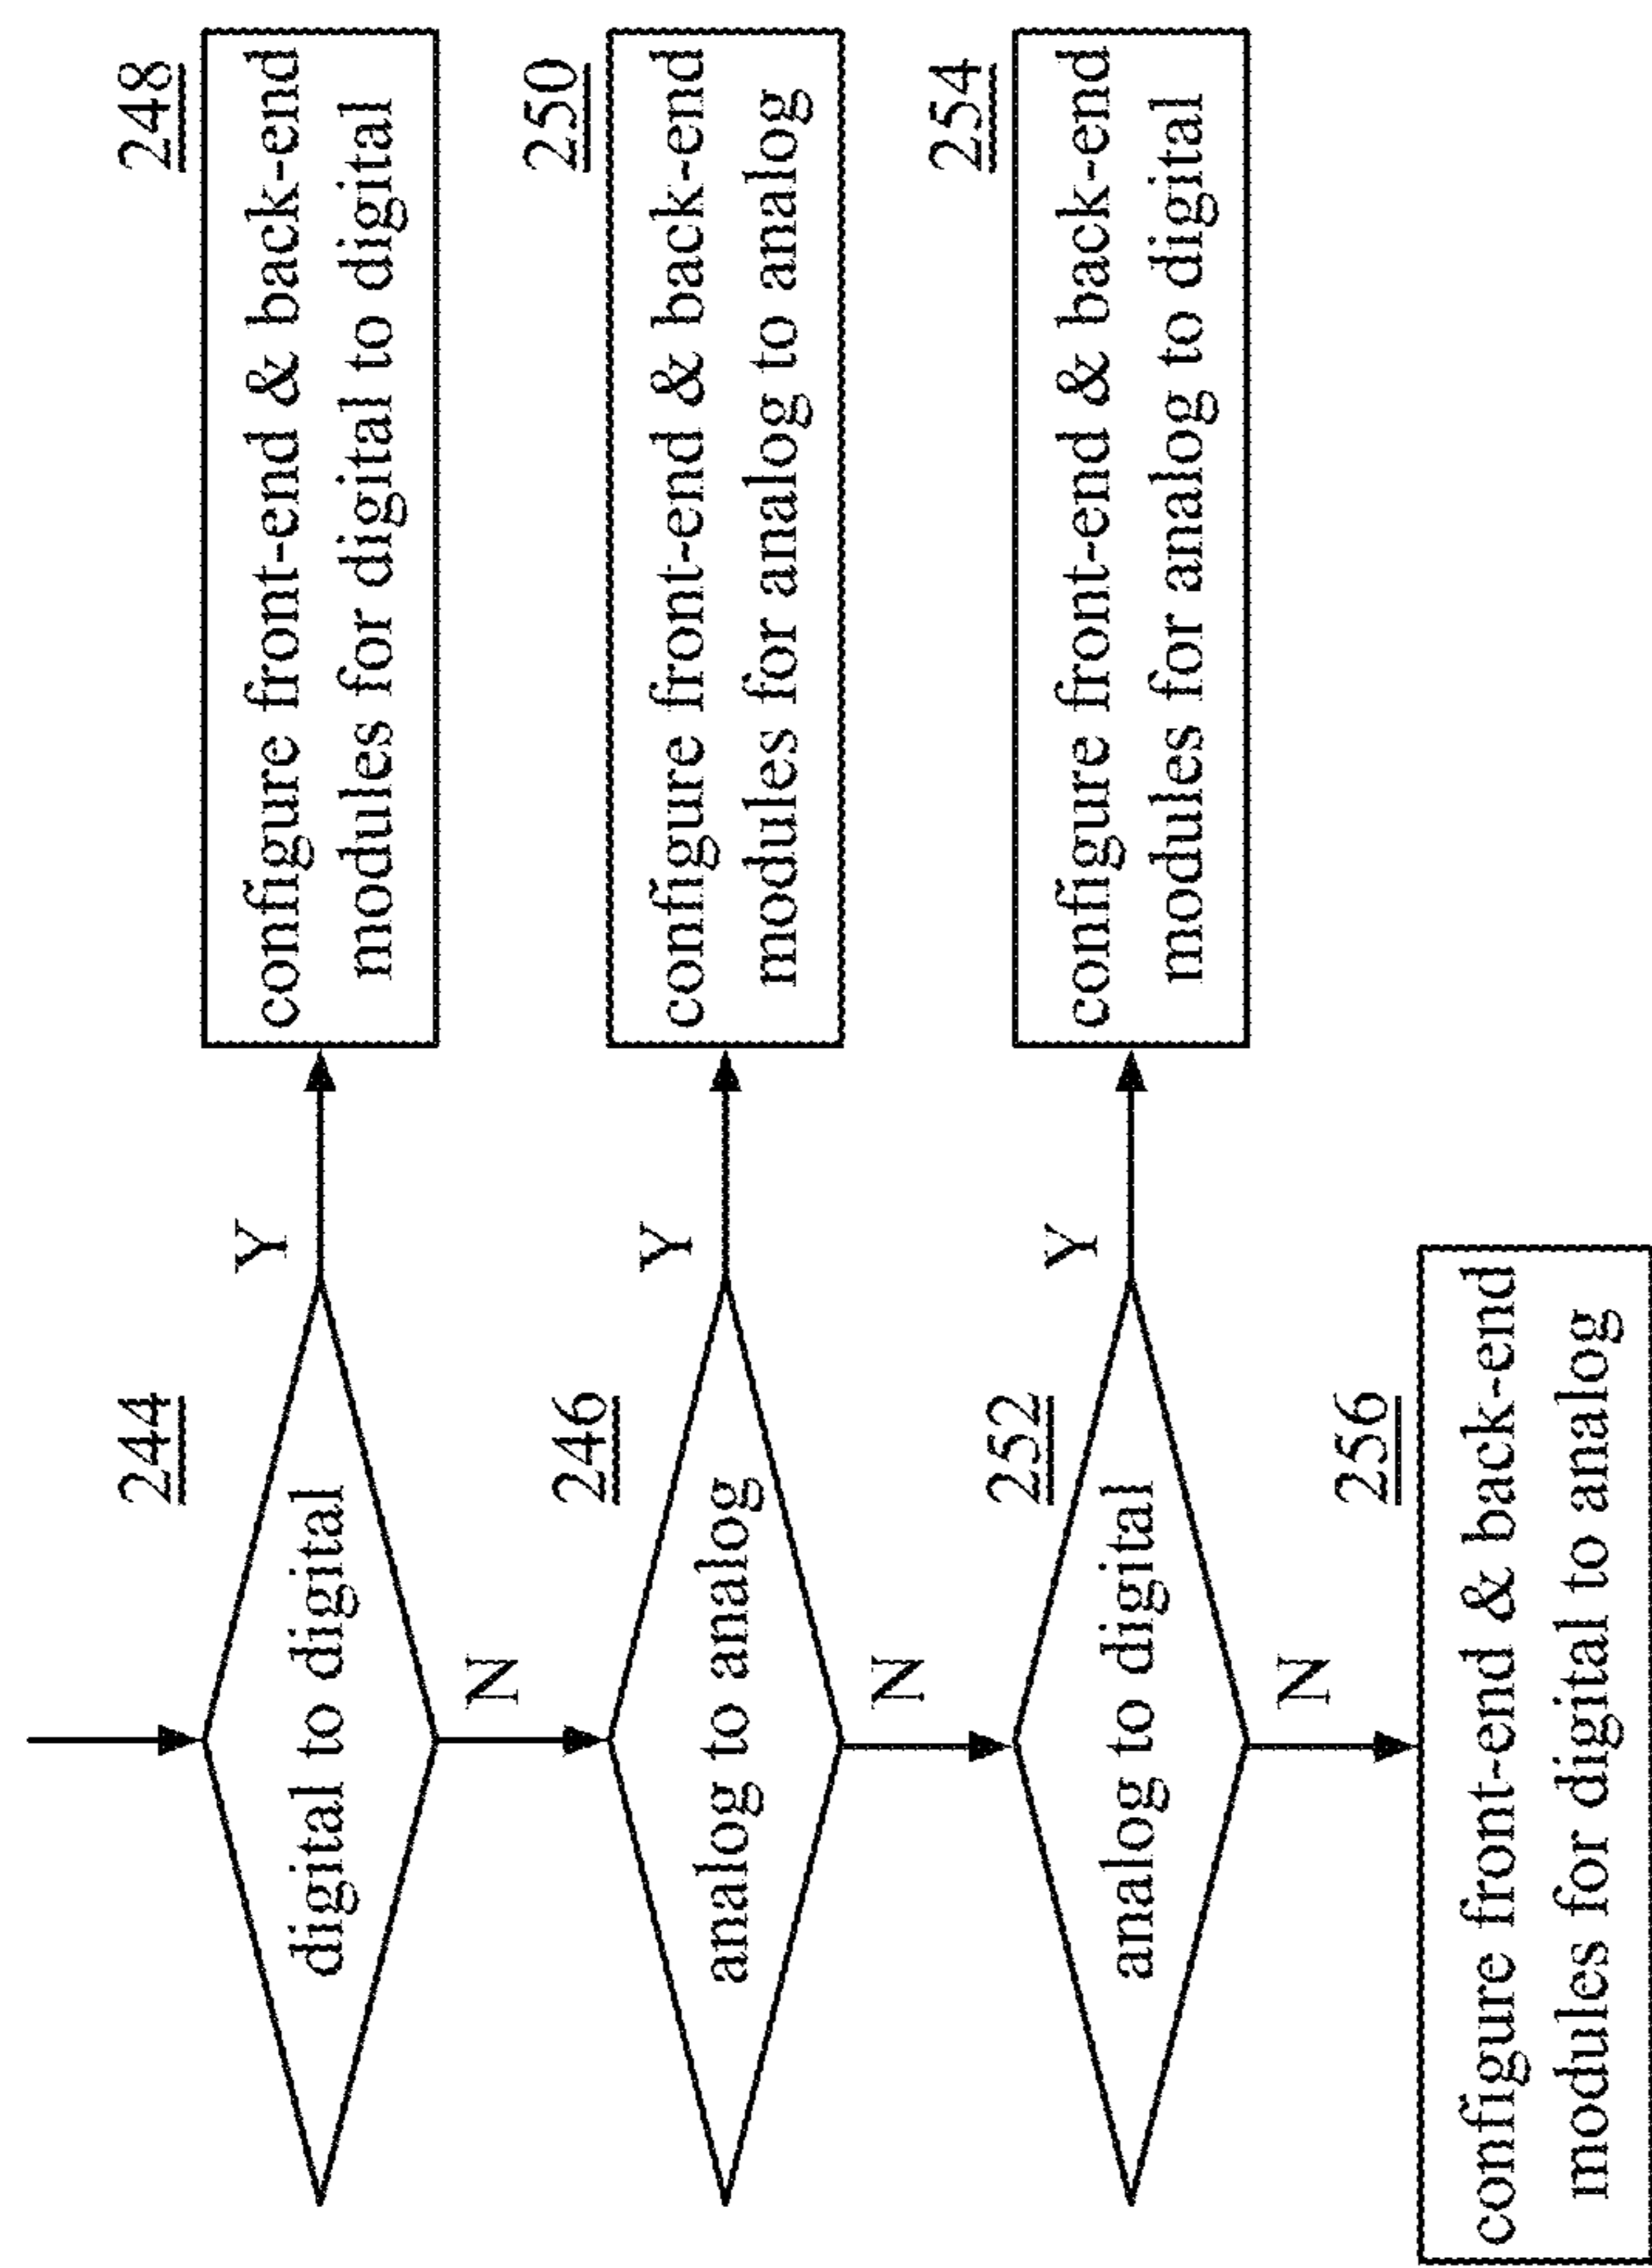 244
digital to digital
Y
248
configure front-end & back-end
modules for digital to digital
N
246
analog to analog
Y
250
configure front-end & back-end
modules for analog to analog
N
252
analog to digital
Y
254
configure front-end & back-end
modules for analog to digital
N
256
configure front-end & back-end
modules for digital to analog